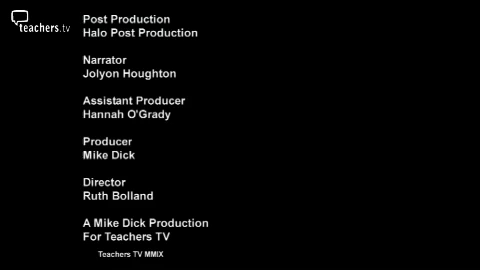 teachers.tv
Post Production
Halo Post Production
Narrator
Jolyon Houghton
Assistant Producer
Hannah O'Grady
Producer
Mike Dick
Director
Ruth Bolland
A Mike Dick Production
For Teachers TV
Teachers TV MMIX